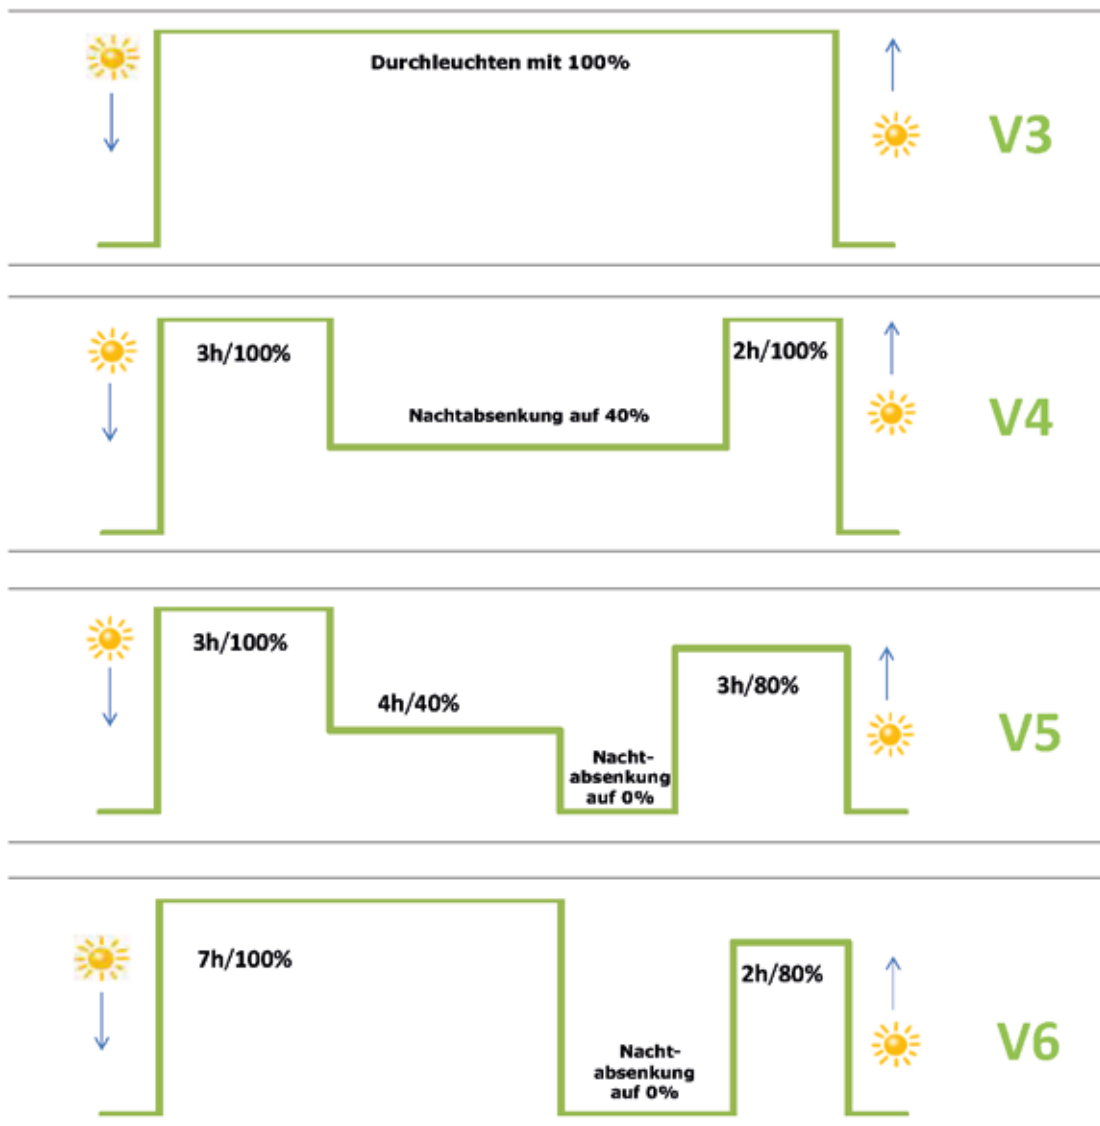 Durchleuchten mit 100%
V3
3h/100%
2h/100%
Nachtabsenkung auf 40%
V4
3h/100%
4h/40%
3h/80%
Nacht-
absenkung
auf 0%
V5
7h/100%
2h/80%
Nacht-
absenkung
auf 0%
V6